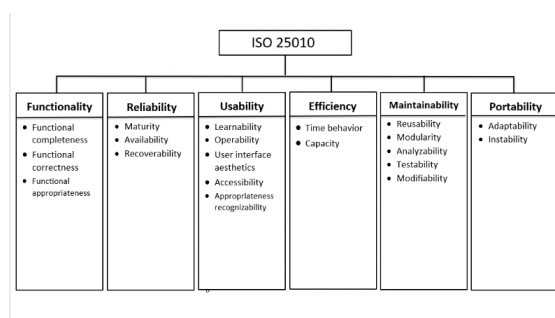 ISO 25010
Functionality
• Functional
completeness
• Functional
correctness
• Functional
appropriateness
Reliability
• Maturity
• Availability
• Recoverability
Usability
• Learnability
• Operability
• User interface
aesthetics
• Accessibility
• Appropriateness
recognizability
Efficiency
• Time behavior
• Capacity
Maintainability
• Reusability
• Modularity
• Analyzability
• Testability
• Modifiability
Portability
• Adaptability
• Instability